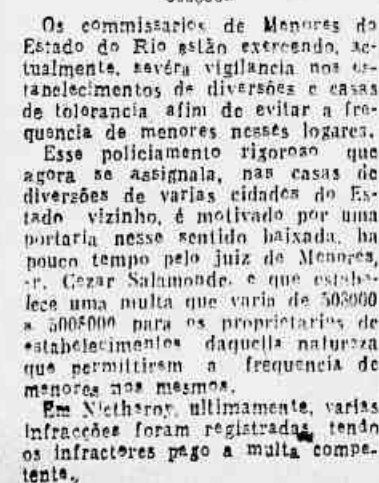 Os commissarios de Menores do
Estado do Rio estão exercendo, ac-
tualmente, sevéra vigilancia nos es-
tabelecimentos de diversões e casas
de tolerancia afim de evitar a fre-
quencia de menores nesses logares.
Esse policiamento rigoroso que
agora se assignala, nas casas de
diversões de varias cidades do Es-
tado vizinho, é motivado por uma
portaria nesse sentido baixada, ha
pouco tempo pelo juiz de Menores,
sr. Cezar Salamonde, e que estabe-
lece uma multa que varia de 50$000
a 500$000 para os proprietarios de
estabelecimentos daquella natureza
que permittirem a frequencia de
menores nos mesmos.
Em Nictheroy, ultimamente, varias
infracções foram registradas, tendo
os infractores pago a multa compe-
tente.